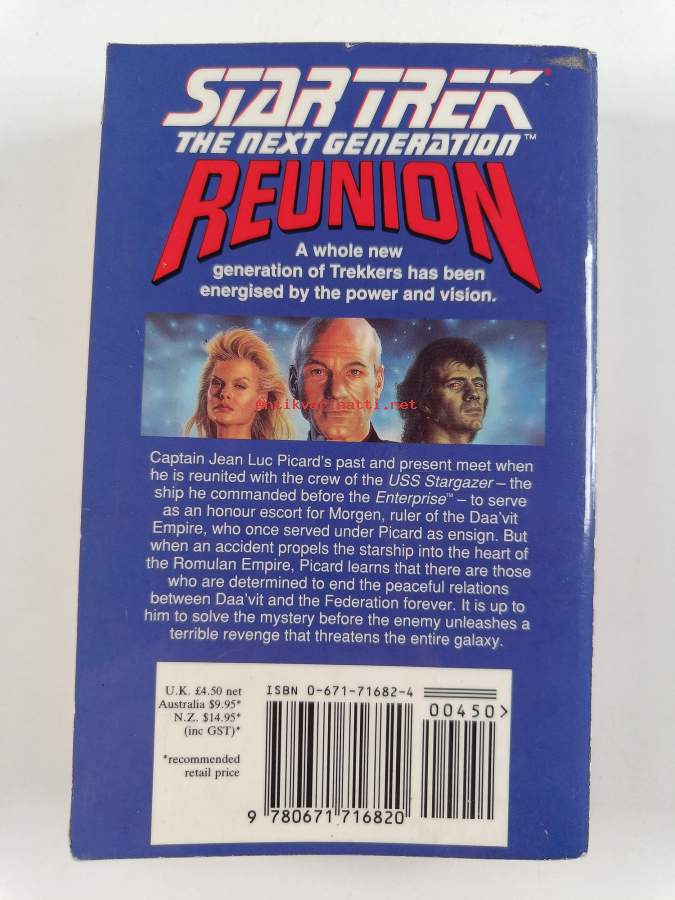 STAR TREK®
THE NEXT GENERATION™
REUNION
A whole new
generation of Trekkers has been
energised by the power and vision.
antikvariaatti.net
Captain Jean Luc Picard's past and present meet when
he is reunited with the crew of the USS Stargazer – the
ship he commanded before the Enterprise™ – to serve
as an honour escort for Morgen, ruler of the Daa'vit
Empire, who once served under Picard as ensign. But
when an accident propels the starship into the heart of
the Romulan Empire, Picard learns that there are those
who are determined to end the peaceful relations
between Daa'vit and the Federation forever. It is up to
him to solve the mystery before the enemy unleashes a
terrible revenge that threatens the entire galaxy.
U.K. £4.50 net
Australia $9.95*
N.Z. $14.95*
(inc GST)*
*recommended
retail price
ISBN 0-671-71682-4
00450>
9 780671 716820